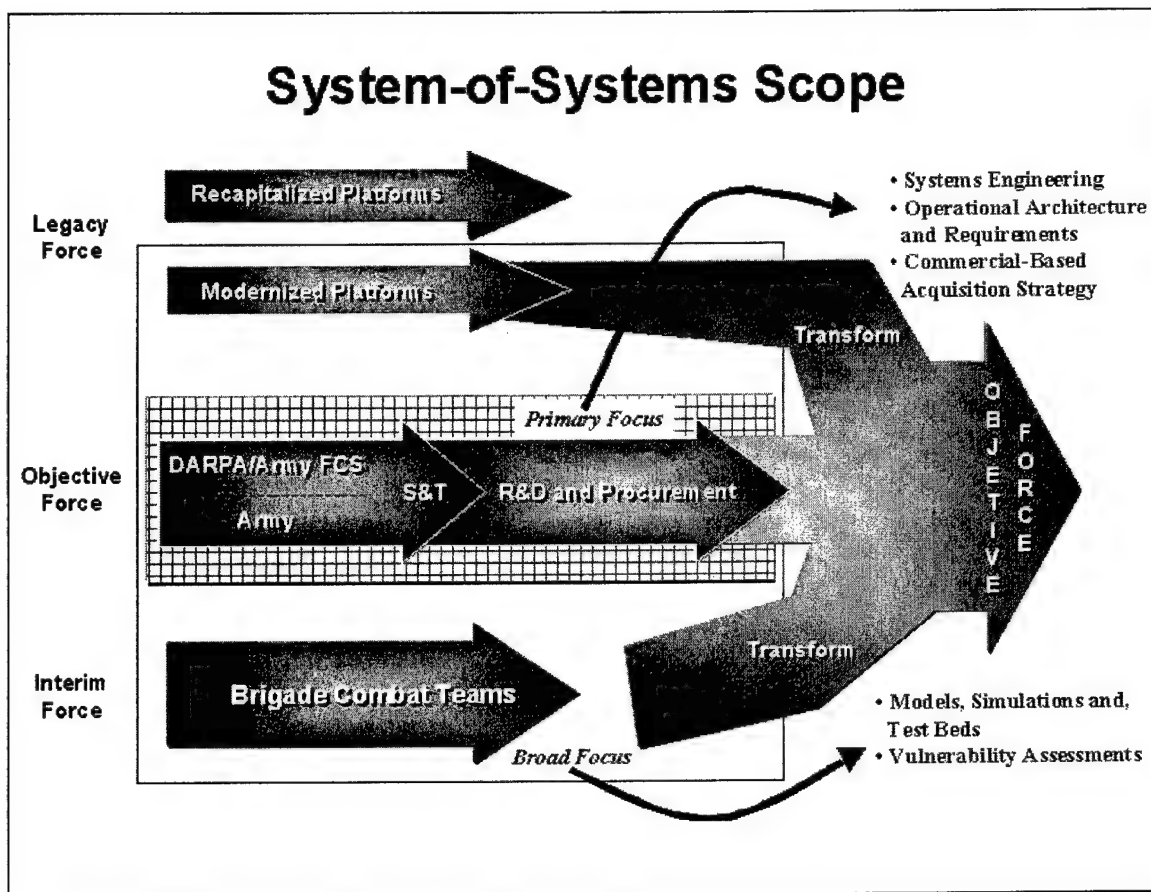 System-of-Systems Scope
Legacy
Force
Recapitalized Platforms
Modernized Platforms
• Systems Engineering
• Operational Architecture
and Requirements
• Commercial-Based
Acquisition Strategy
Transform
Primary Focus
Objective
Force
DARPA/Army FCS
Army
S&T
R&D and Procurement
OBJETIVE
FORCE
Interim
Force
Brigade Combat Teams
Transform
Broad Focus
• Models, Simulations and,
Test Beds
• Vulnerability Assessments